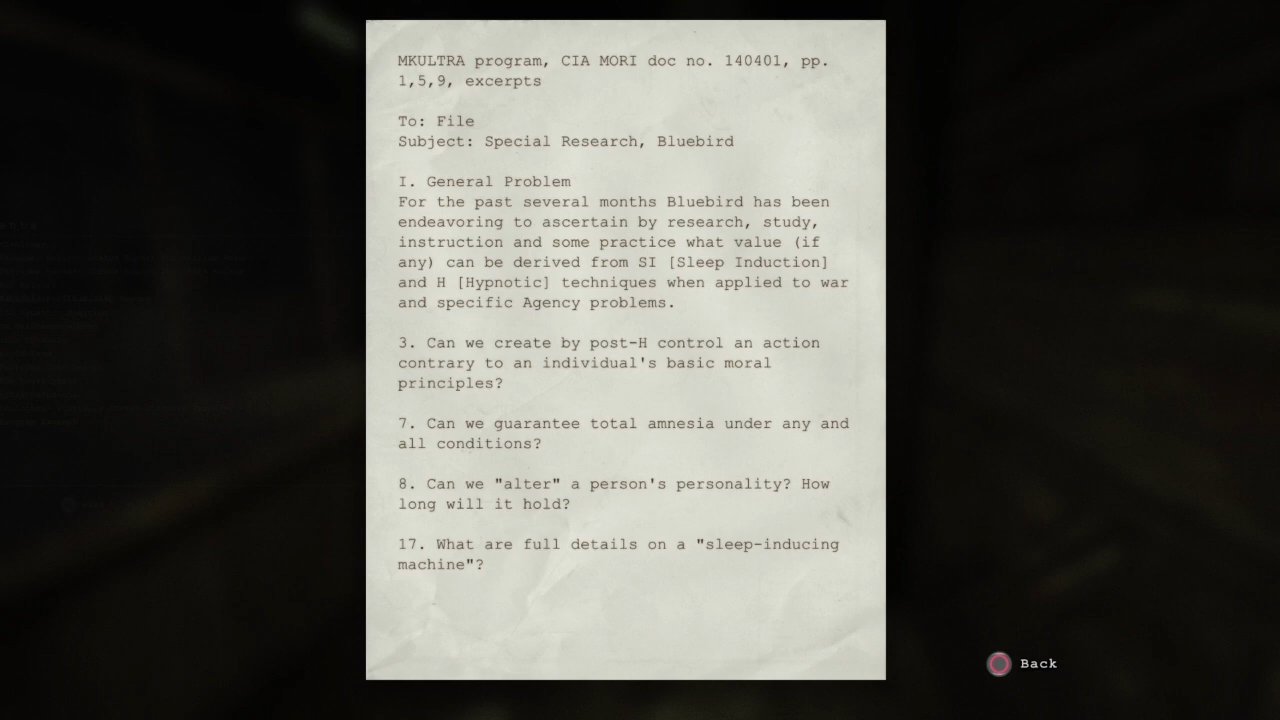 MKULTRA program, CIA MORI doc no. 140401, pp.
1,5,9, excerpts
To: File
Subject: Special Research, Bluebird
I. General Problem
For the past several months Bluebird has been
endeavoring to ascertain by research, study,
instruction and some practice what value (if
any) can be derived from SI [Sleep Induction]
and H [Hypnotic] techniques when applied to war
and specific Agency problems.
3. Can we create by post-H control an action
contrary to an individual's basic moral
principles?
7. Can we guarantee total amnesia under any and
all conditions?
8. Can we "alter" a person's personality? How
long will it hold?
17. What are full details on a "sleep-inducing
machine"?
Back